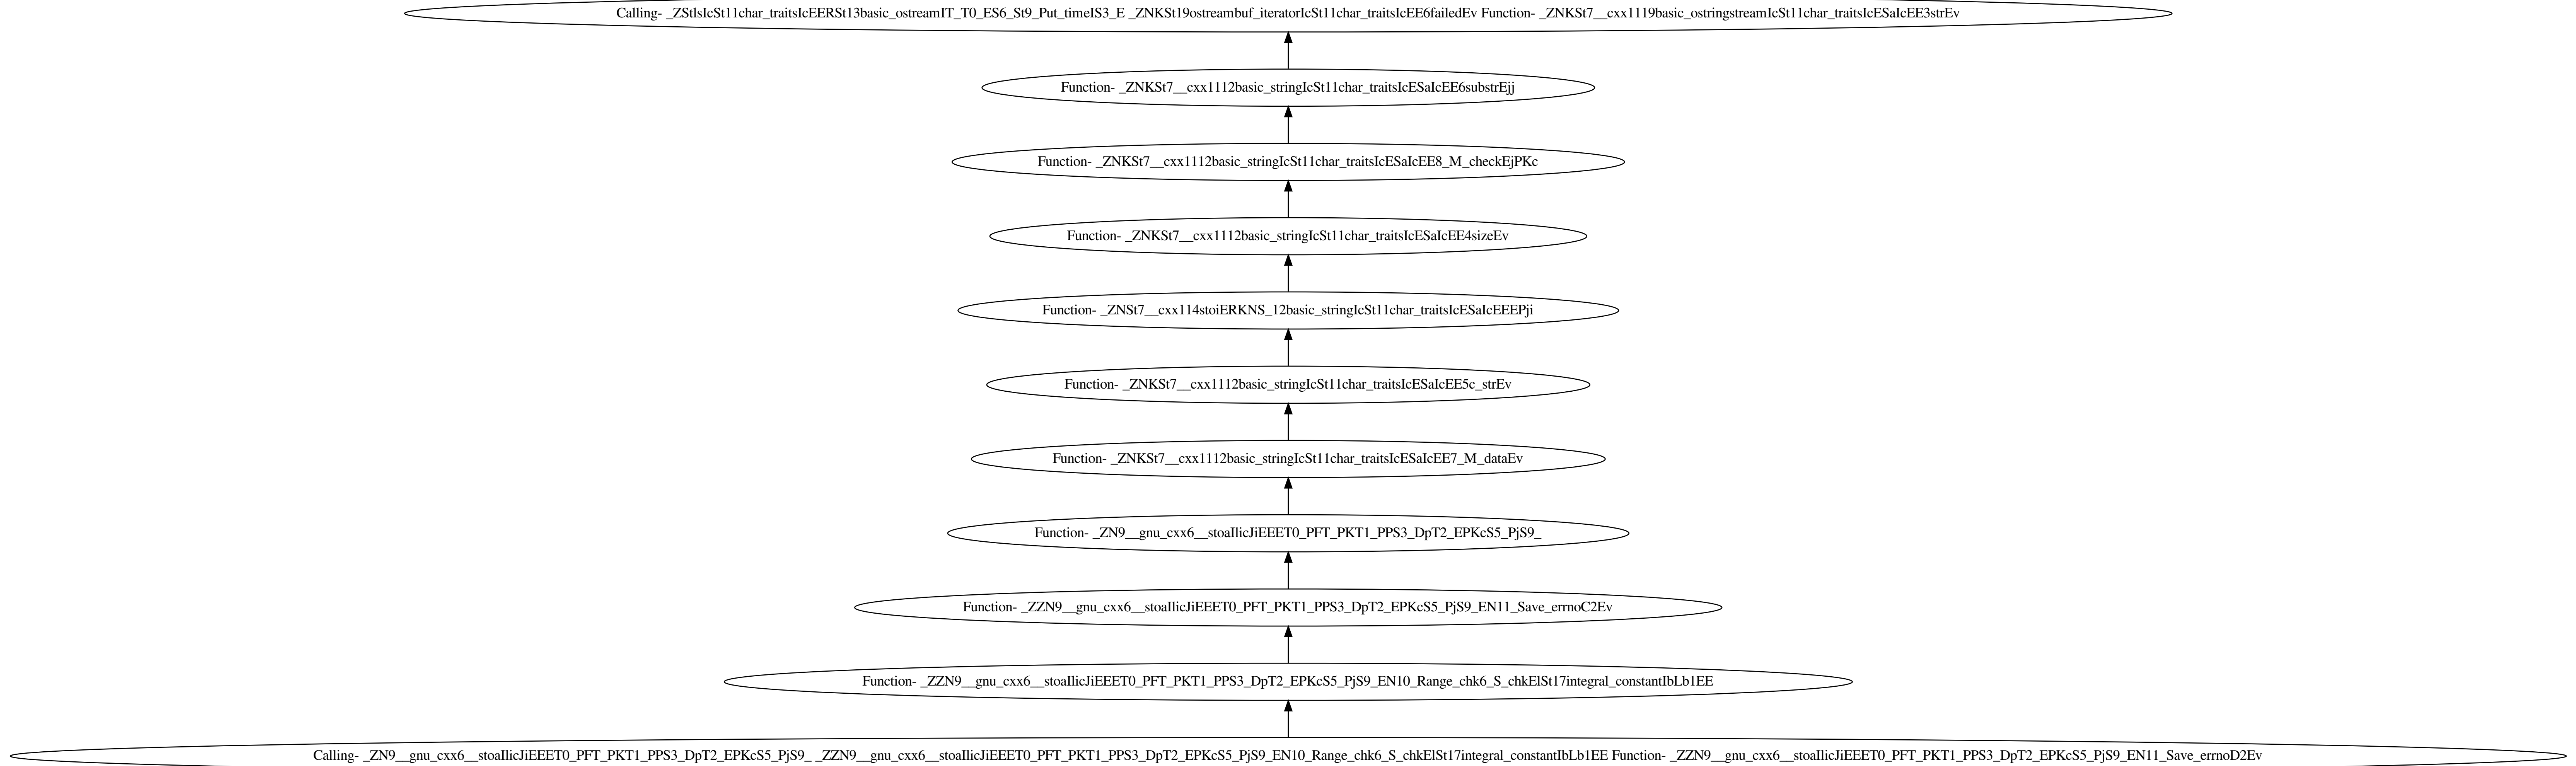 Calling- _ZStlsIcSt11char_traitsIcEERSt13basic_ostreamIT_T0_ES6_St9_Put_timeIS3_E _ZNKSt19ostreambuf_iteratorIcSt11char_traitsIcEE6failedEv Function- _ZNKSt7__cxx1119basic_ostringstreamIcSt11char_traitsIcESaIcEE3strEv
Function- _ZNKSt7__cxx1112basic_stringIcSt11char_traitsIcESaIcEE6substrEjj
Function- _ZNKSt7__cxx1112basic_stringIcSt11char_traitsIcESaIcEE8_M_checkEjPKc
Function- _ZNKSt7__cxx1112basic_stringIcSt11char_traitsIcESaIcEE4sizeEv
Function- _ZNSt7__cxx114stoiERKNS_12basic_stringIcSt11char_traitsIcESaIcEEEPji
Function- _ZNKSt7__cxx1112basic_stringIcSt11char_traitsIcESaIcEE5c_strEv
Function- _ZNKSt7__cxx1112basic_stringIcSt11char_traitsIcESaIcEE7_M_dataEv
Function- _ZN9__gnu_cxx6__stoaIlicJiEEET0_PFT_PKT1_PPS3_DpT2_EPKcS5_PjS9_
Function- _ZZN9__gnu_cxx6__stoaIlicJiEEET0_PFT_PKT1_PPS3_DpT2_EPKcS5_PjS9_EN11_Save_errnoC2Ev
Function- _ZZN9__gnu_cxx6__stoaIlicJiEEET0_PFT_PKT1_PPS3_DpT2_EPKcS5_PjS9_EN10_Range_chk6_S_chkElSt17integral_constantIbLb1EE
Calling- _ZN9__gnu_cxx6__stoaIlicJiEEET0_PFT_PKT1_PPS3_DpT2_EPKcS5_PjS9_ _ZZN9__gnu_cxx6__stoaIlicJiEEET0_PFT_PKT1_PPS3_DpT2_EPKcS5_PjS9_EN10_Range_chk6_S_chkElSt17integral_constantIbLb1EE Function- _ZZN9__gnu_cxx6__stoaIlicJiEEET0_PFT_PKT1_PPS3_DpT2_EPKcS5_PjS9_EN11_Save_errnoD2Ev